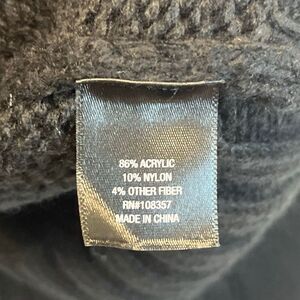 86% ACRYLIC
10% NYLON
4% OTHER FIBER
RN#108357
MADE IN CHINA